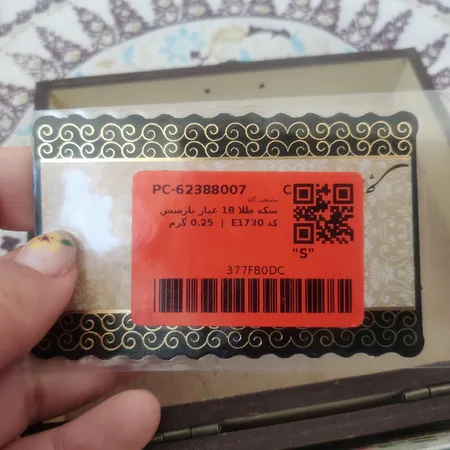 PC-62388007 C
سکه طلا 18 عیار پارسیس
کد E1730 | 0.25 گرم
"S"
377F80DC